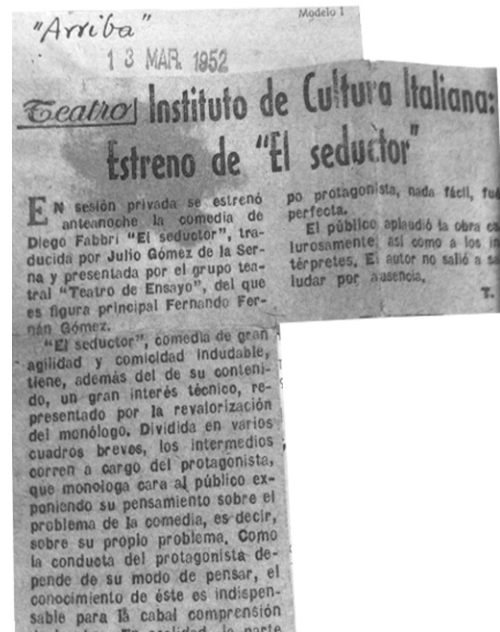 "Arriba"
Modelo 1
13 MAR. 1952
Teatro Instituto de Cultura Italiana:
Estreno de "El seductor"
EN sesión privada se estrenó
anteanoche la comedia de
Diego Fabbri "El seductor", tra-
ducida por Julio Gómez de la Ser-
na y presentada por el grupo tea-
tral "Teatro de Ensayo", del que
es figura principal Fernando Fer-
nán Gómez.
"El seductor", comedia de gran
agilidad y comicidad indudable,
tiene, además del de su conteni-
do, un gran interés técnico, re-
presentado por la revalorización
del monólogo. Dividida en varios
cuadros breves, los intermedios
corren a cargo del protagonista,
que monologa cara al público ex-
poniendo su pensamiento sobre el
problema de la comedia, es decir,
sobre su propio problema. Como
la conducta del protagonista de-
pende de su modo de pensar, el
conocimiento de éste es indispen-
sable para la cabal comprensión
po protagonista, nada fácil, fué
perfecta.
El público aplaudió la obra ca
lurosamente, así como a los in
térpretes. El autor no salió a sa
ludar por ausencia.
T.